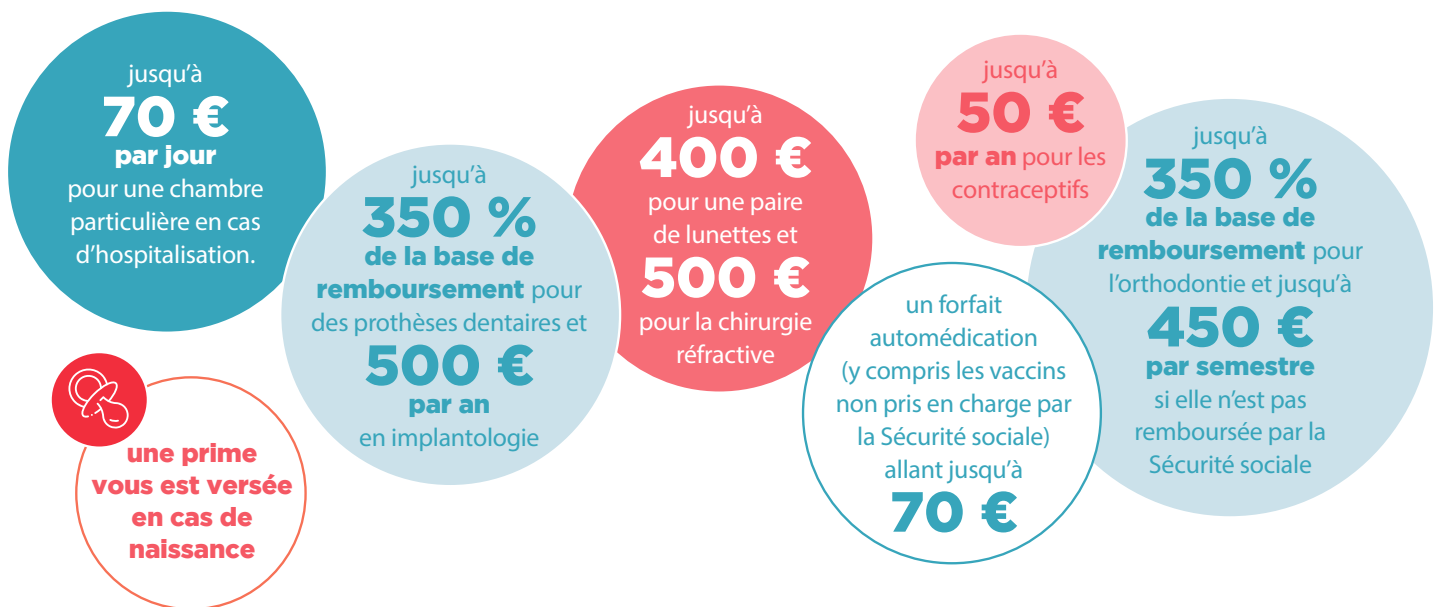 jusqu'à
70 €
par jour
pour une chambre
particulière en cas
d'hospitalisation.
jusqu'à
350 %
de la base de
remboursement pour
des prothèses dentaires et
500 €
par an
en implantologie
jusqu'à
400 €
pour une paire
de lunettes et
500 €
pour la chirurgie
réfractive
jusqu'à
50 €
par an pour les
contraceptifs
jusqu'à
350 %
de la base de
remboursement pour
l'orthodontie et jusqu'à
450 €
par semestre
si elle n'est pas
remboursée par la
Sécurité sociale
un forfait
automédication
(y compris les vaccins
non pris en charge par
la Sécurité sociale)
allant jusqu'à
70 €
une prime
vous est versée
en cas de
naissance